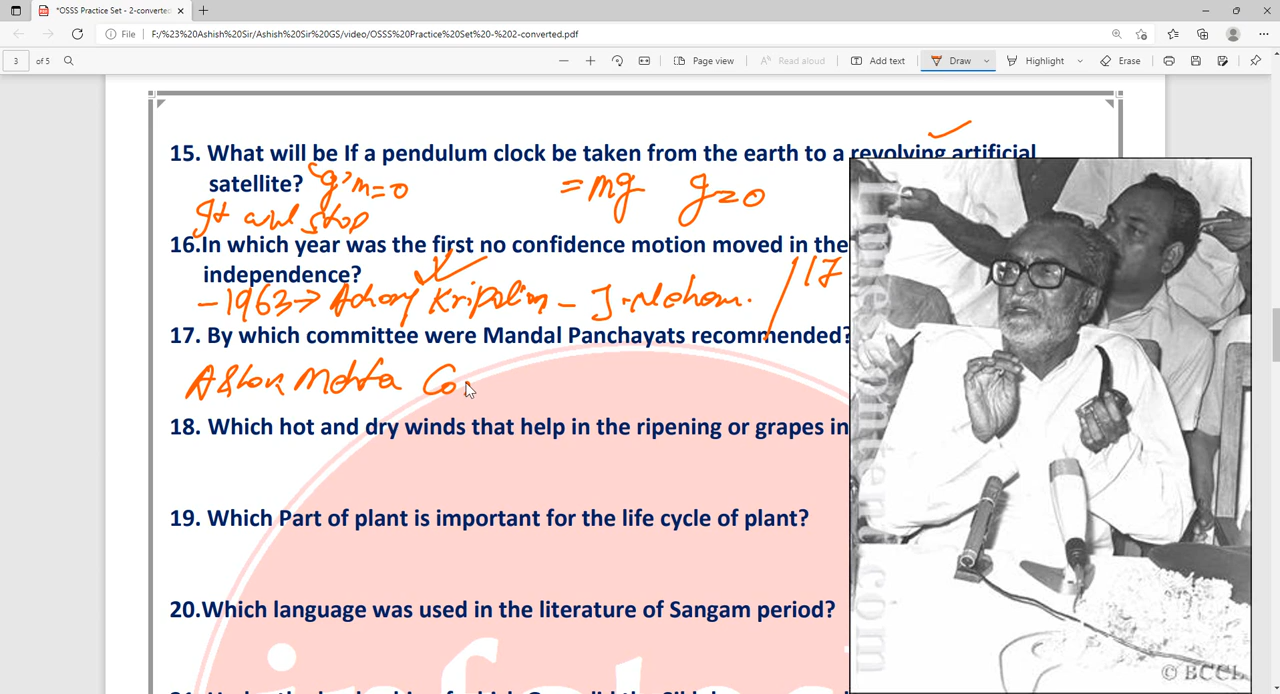 *OSSS Practice Set - 2-converted
File F:/%23%20Ashish%20Sir/Ashish%20Sir%20GS/video/OSSS%20Practice%20Set%20-%202-converted.pdf
3 of 5 Page view Read aloud Add text Draw Highlight Erase
15. What will be If a pendulum clock be taken from the earth to a revolving artificial
satellite? 'g' m = 0 = mg g = 0
It will stop
16.In which year was the first no confidence motion moved in the
independence?
- 1963 → / 17
17. By which committee were Mandal Panchayats recommended?
Ashok Mehta Co
18. Which hot and dry winds that help in the ripening or grapes in
19. Which Part of plant is important for the life cycle of plant?
20.Which language was used in the literature of Sangam period?
timescontent.com
© BCCL